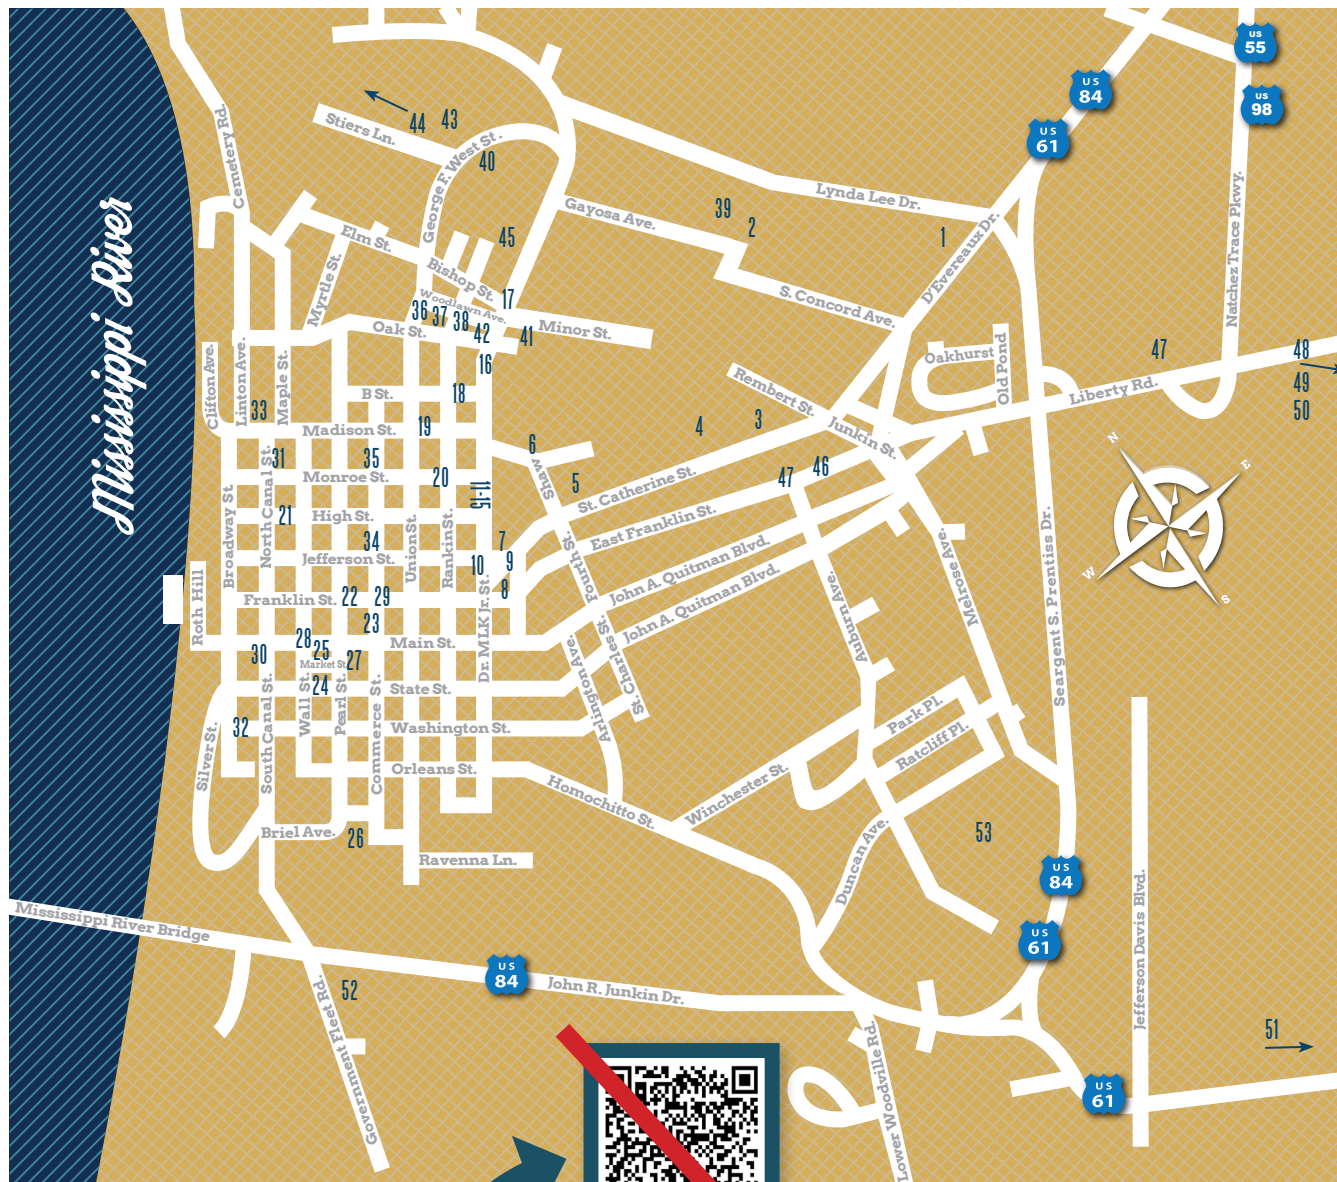 US
55
US
84
US
98
US
61
Cemetery Rd.
Stiers Ln.
44
43
George F. West St.
40
Lynda Lee Dr.
Natchez Trace Pkwy.
Mississippi River
39
2
1
Gayosa Ave.
D'Evereaux Dr.
Elm St.
45
Myrtle St.
Bishop St.
S. Concord Ave.
Woodlawn Ave.
17
36
37
38
42
41
Oak St.
Minor St.
Clifton Ave.
Linton Ave.
Maple St.
16
Oakhurst
Old Pond
47
48
49
50
Liberty Rd.
Rembert St.
B St.
18
33
Madison St.
19
4
3
Junkin St.
6
31
35
Monroe St.
20
11-15
Shaw
5
St. Catherine St.
47
46
N
E
W
S
Broadway St
North Canal St.
21
High St.
Union St.
Rankin St.
East Franklin St.
34
7
Jefferson St.
10
9
8
Fourth St.
John A. Quitman Blvd.
John A. Quitman Blvd.
Melrose Ave.
Seargent S. Prentiss Dr.
Auburn Ave.
Roth Hill
Franklin St.
22
29
23
Dr. MLK Jr. St.
28
25
Main St.
30
Market St.
27
24
State St.
Arlington Ave.
St. Charles St.
South Canal St.
Wall St.
Pearl St.
Commerce St.
32
Washington St.
Silver St.
Orleans St.
Park Pl.
Ratcliff Pl.
Homochitto St.
Winchester St.
Briel Ave.
26
53
Ravenna Ln.
Duncan Ave.
US
84
Mississippi River Bridge
US
61
Jefferson Davis Blvd.
52
US
84
John R. Junkin Dr.
Government Fleet Rd.
51
Lower Woodville Rd.
US
61